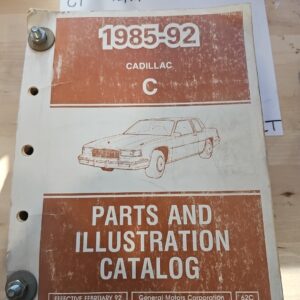 1985-92
CADILLAC
C
PARTS AND
ILLUSTRATION
CATALOG
EFFECTIVE FEBRUARY 92
General Motors Corporation
62C